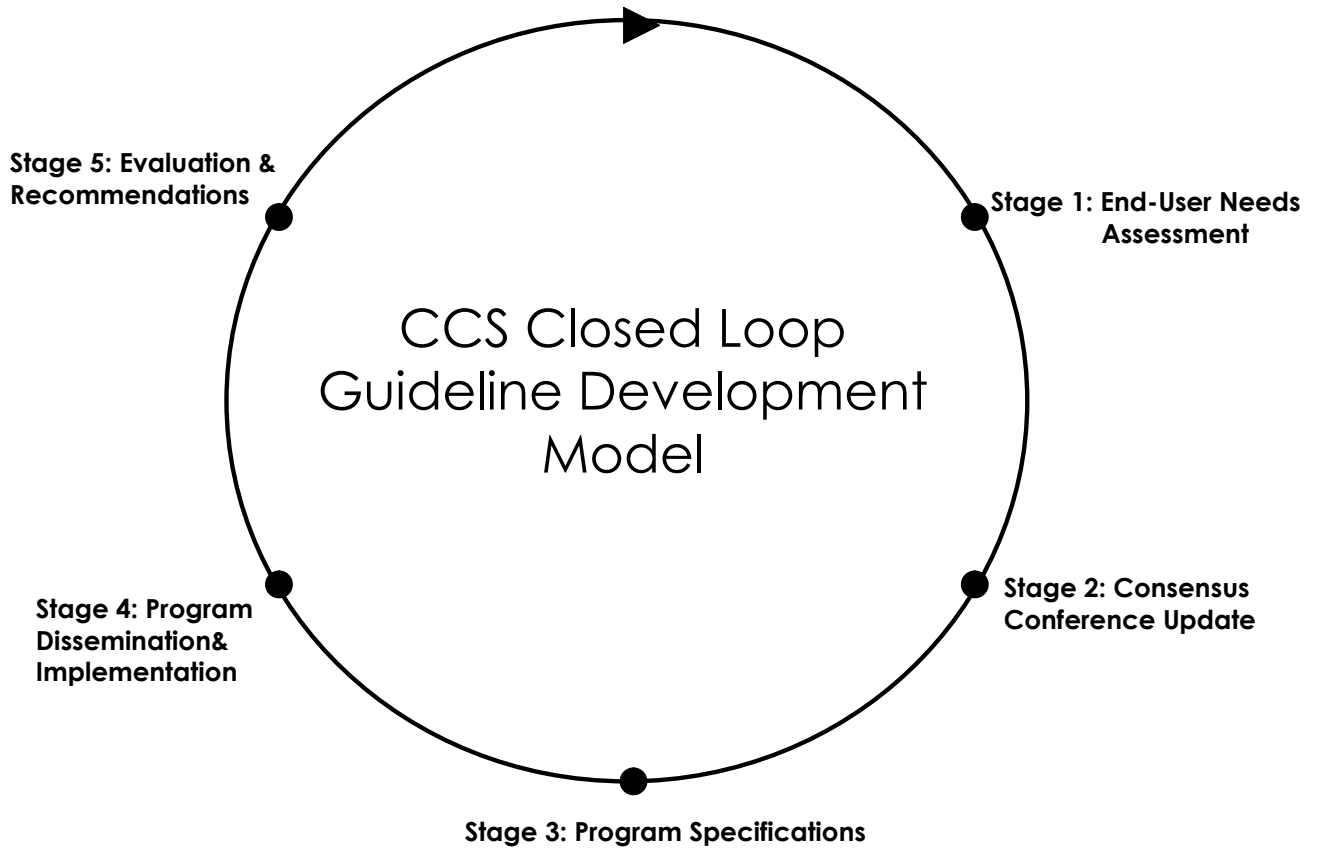 Stage 5: Evaluation &
Recommendations
Stage 1: End-User Needs
Assessment
CCS Closed Loop
Guideline Development
Model
Stage 2: Consensus
Conference Update
Stage 4: Program
Dissemination&
Implementation
Stage 3: Program Specifications